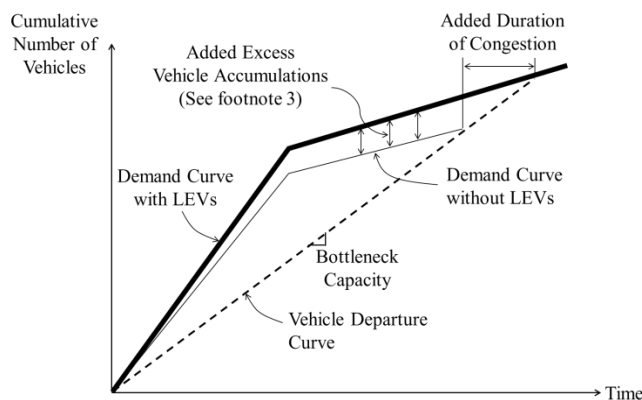 Cumulative
Number of
Vehicles
Added Duration
of Congestion
Added Excess
Vehicle Accumulations
(See footnote 3)
Demand Curve
with LEVs
Demand Curve
without LEVs
Bottleneck
Capacity
Vehicle Departure
Curve
Time